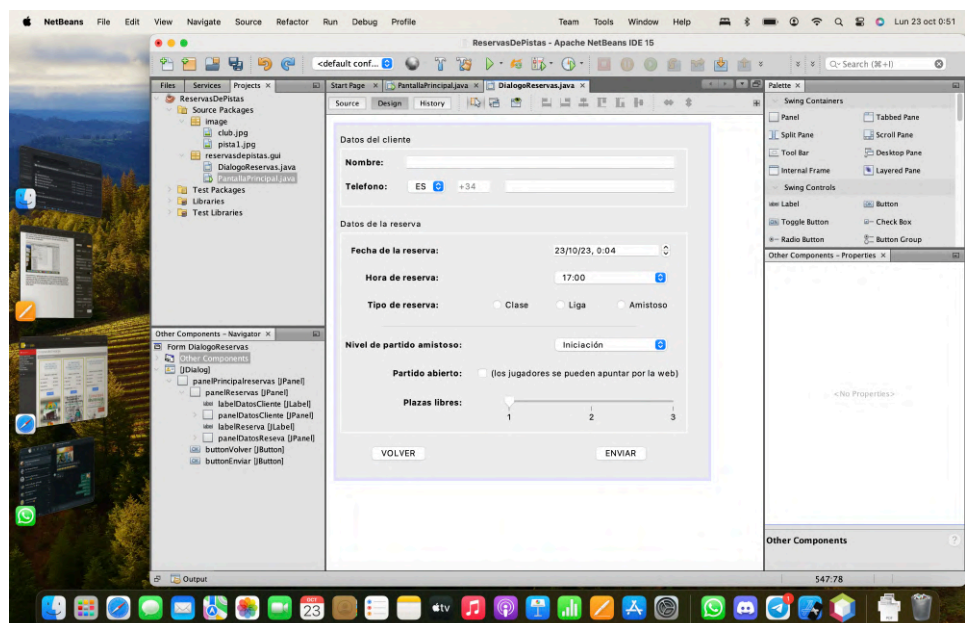 NetBeans File Edit View Navigate Source Refactor Run Debug Profile Team Tools Window Help Lun 23 oct 0:51
ReservasDePistas - Apache NetBeans IDE 15
<default conf... Search (⌘+I)
Files Services Projects ×
ReservasDePistas
Source Packages
image
club.jpg
pista1.jpg
reservasdepistas.gui
DialogoReservas.java
PantallaPrincipal.java
Test Packages
Libraries
Test Libraries
Other Components - Navigator ×
Form DialogoReservas
Other Components
[JDialog]
panelPrincipalreservas [JPanel]
panelReservas [JPanel]
label labelDatosCliente [JLabel]
panelDatosCliente [JPanel]
label labelReserva [JLabel]
panelDatosReseva [JPanel]
buttonVolver [JButton]
buttonEnviar [JButton]
Output
Start Page × PantallaPrincipal.java × DialogoReservas.java ×
Source Design History
Datos del cliente
Nombre:
Telefono: ES +34
Datos de la reserva
Fecha de la reserva: 23/10/23, 0:04
Hora de reserva: 17:00
Tipo de reserva: Clase Liga Amistoso
Nivel de partido amistoso: Iniciación
Partido abierto: (los jugadores se pueden apuntar por la web)
Plazas libres:
1 2 3
VOLVER ENVIAR
Palette ×
Swing Containers
Panel Tabbed Pane
Split Pane Scroll Pane
Tool Bar Desktop Pane
Internal Frame Layered Pane
Swing Controls
label Label Button
Toggle Button Check Box
Radio Button Button Group
Other Components - Properties ×
<No Properties>
Other Components
547:78
OCT
23
tv